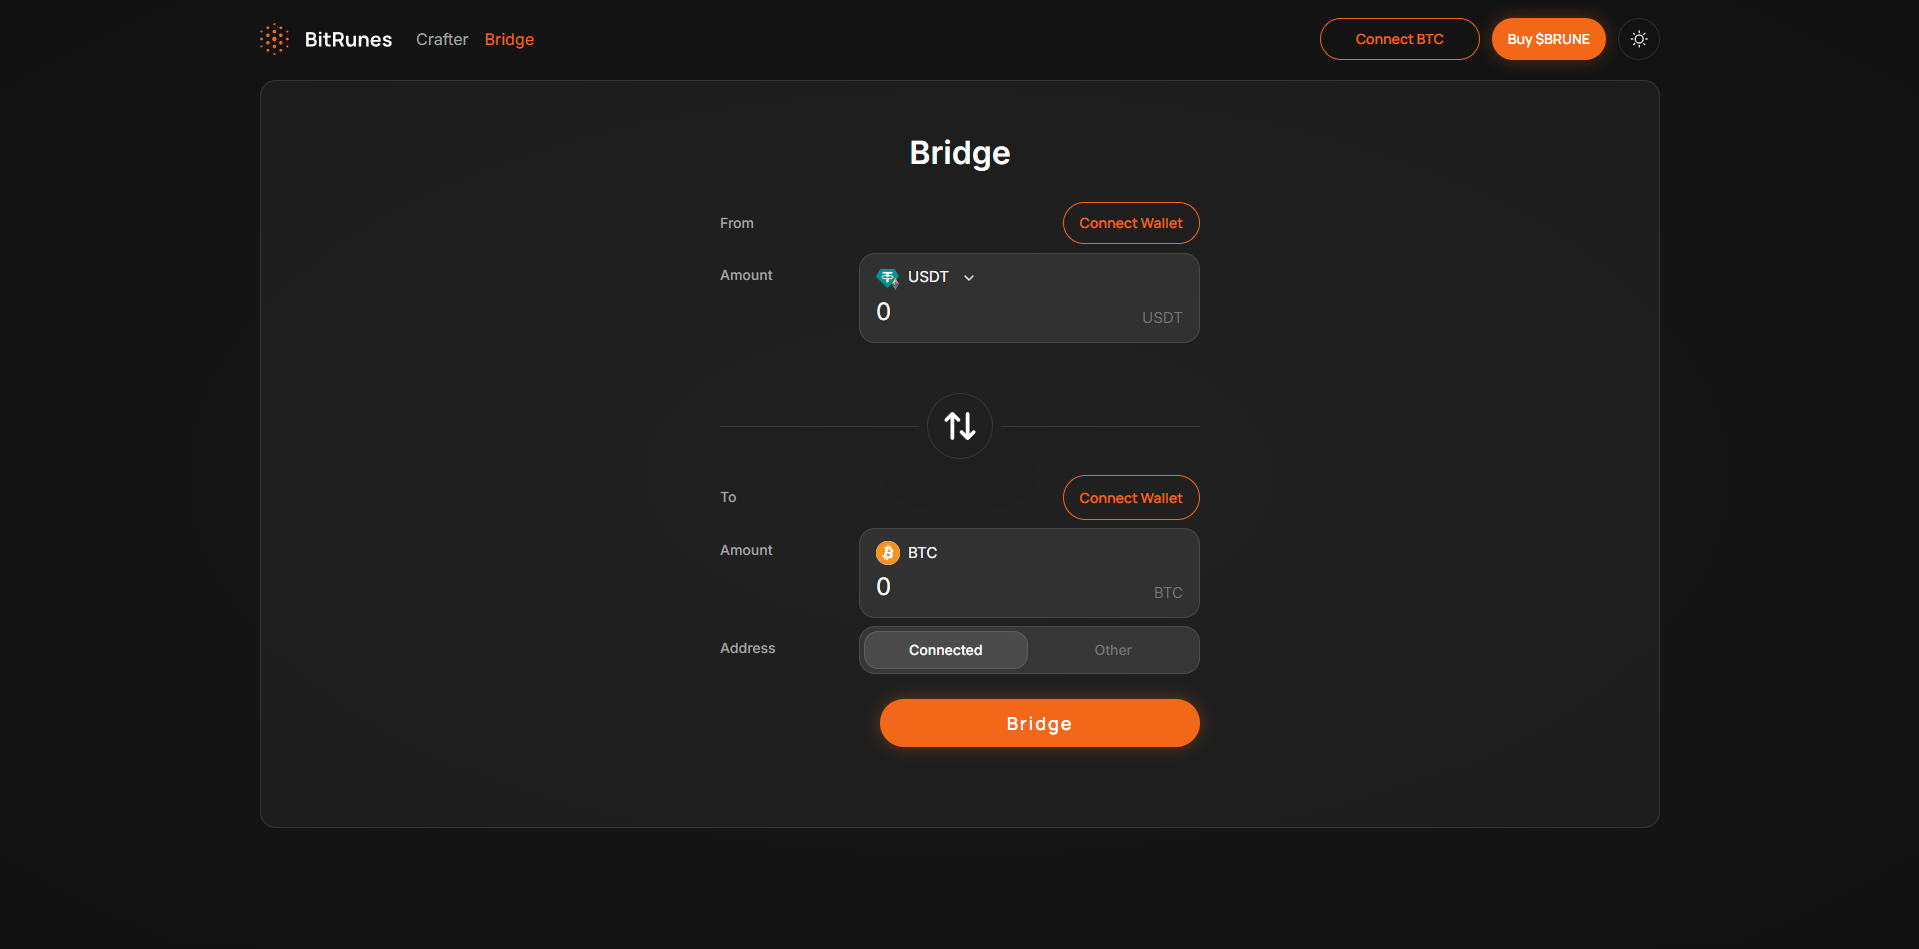 BitRunes Crafter Bridge Connect BTC Buy $BRUNE
Bridge
From Connect Wallet
Amount USDT
0 USDT
To Connect Wallet
Amount BTC
0 BTC
Address Connected Other
Bridge